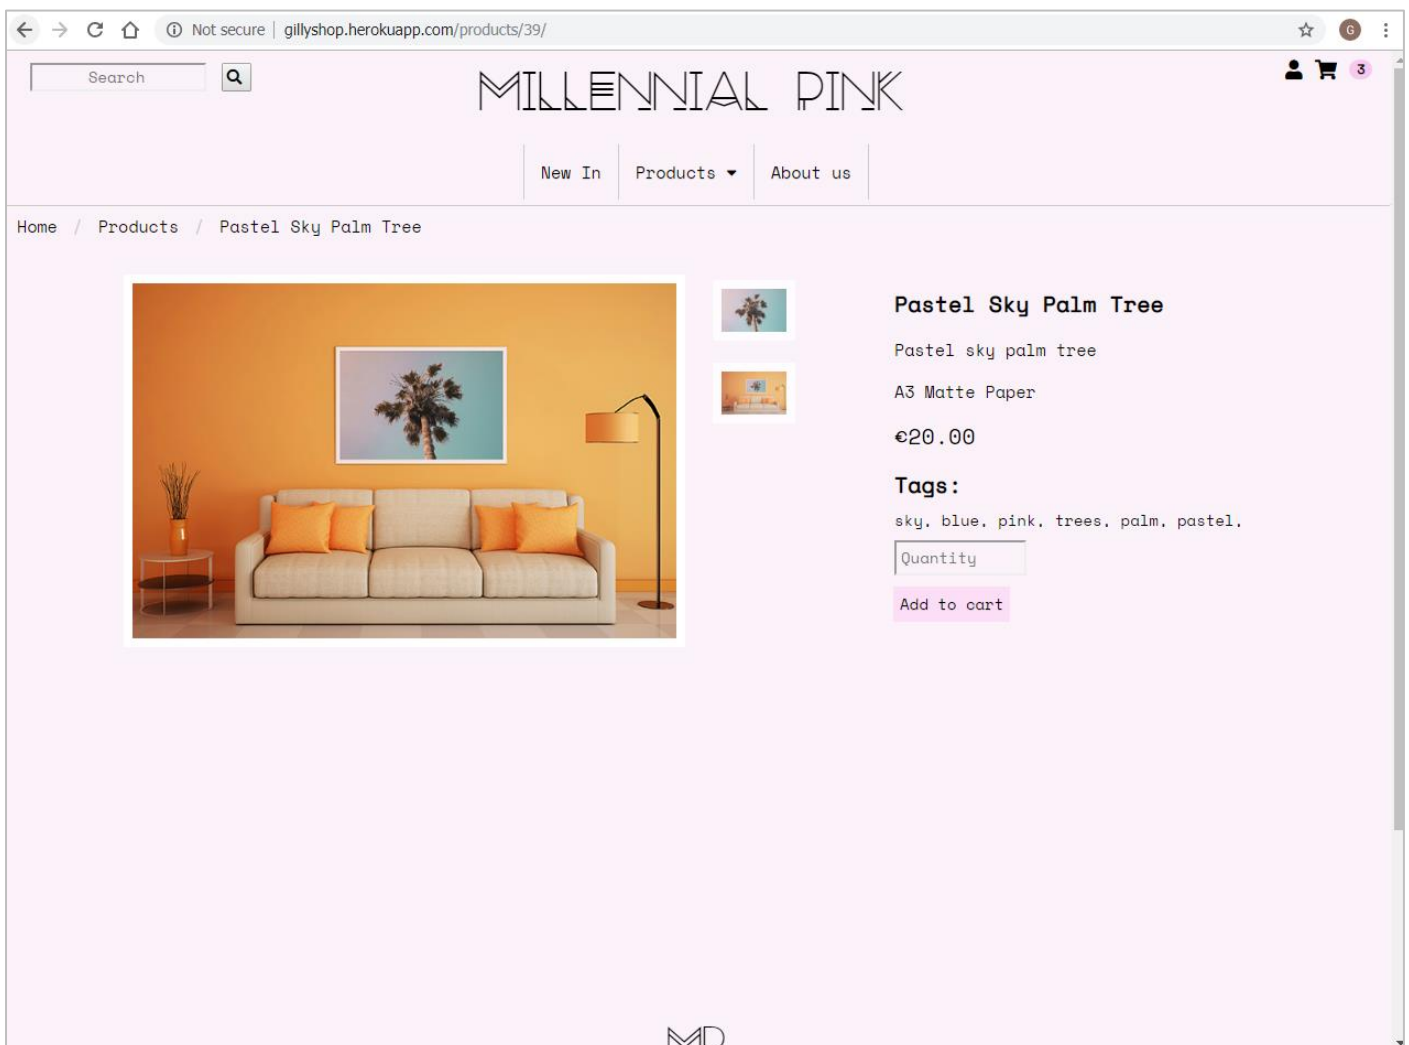 Not secure | gillyshop.herokuapp.com/products/39/
G
Search
MILLENNIAL PINK
3
New In
Products
About us
Home / Products / Pastel Sky Palm Tree
Pastel Sky Palm Tree
Pastel sky palm tree
A3 Matte Paper
€20.00
Tags:
sky, blue, pink, trees, palm, pastel,
Quantity
Add to cart
MP